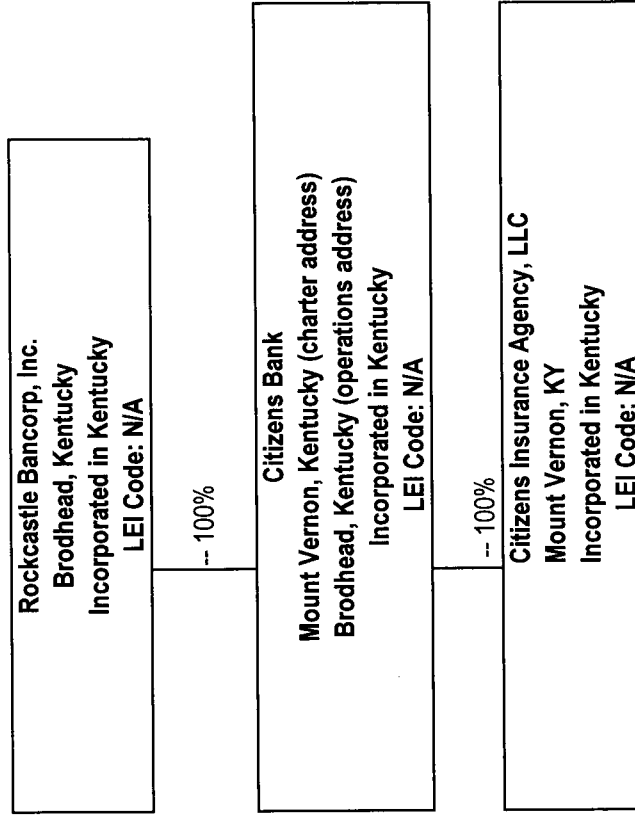 Rockcastle Bancorp, Inc.
Brodhead, Kentucky
Incorporated in Kentucky
LEI Code: N/A
-- 100%
Citizens Bank
Mount Vernon, Kentucky (charter address)
Brodhead, Kentucky (operations address)
Incorporated in Kentucky
LEI Code: N/A
-- 100%
Citizens Insurance Agency, LLC
Mount Vernon, KY
Incorporated in Kentucky
LEI Code: N/A